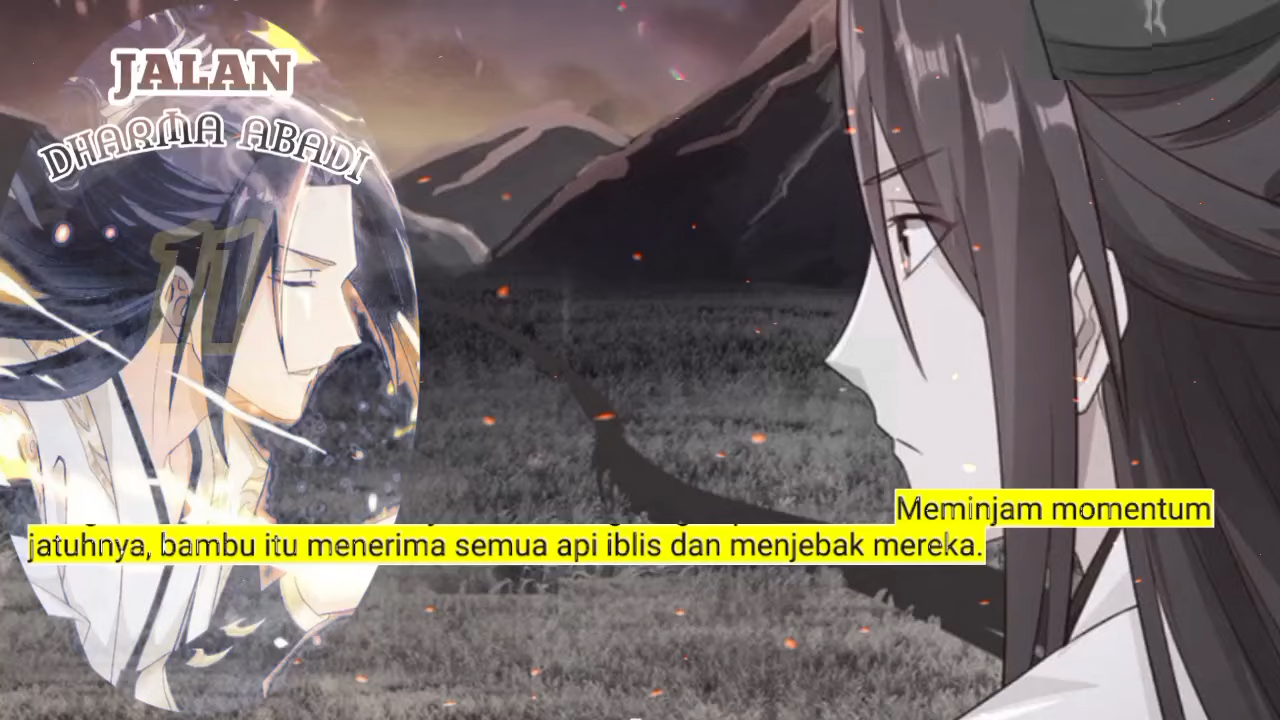 JALAN
DHARMA ABADI
Meminjam momentum
jatuhnya, bambu itu menerima semua api iblis dan menjebak mereka.